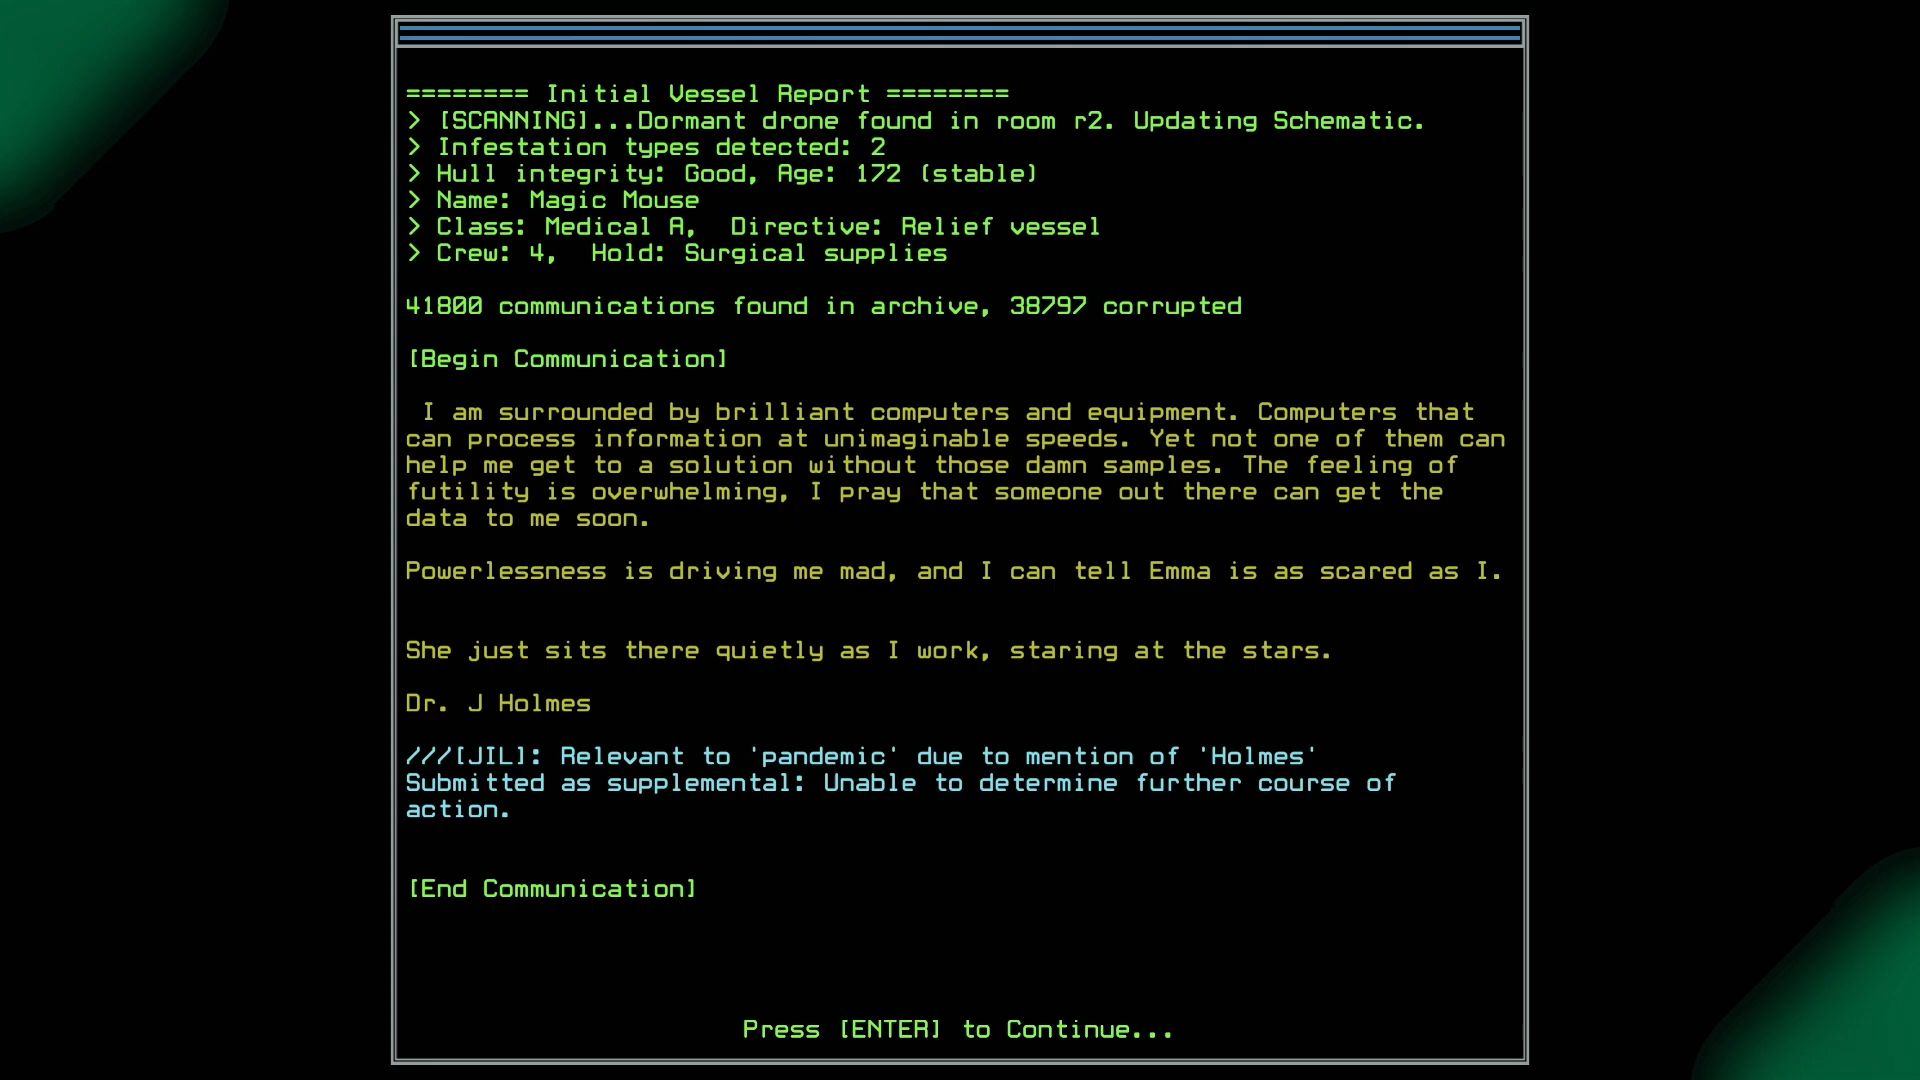 ======== Initial Vessel Report ========
> [SCANNING]...Dormant drone found in room r2. Updating Schematic.
> Infestation types detected: 2
> Hull integrity: Good, Age: 172 (stable)
> Name: Magic Mouse
> Class: Medical A,  Directive: Relief vessel
> Crew: 4,  Hold: Surgical supplies
41800 communications found in archive, 38797 corrupted
[Begin Communication]
I am surrounded by brilliant computers and equipment. Computers that
can process information at unimaginable speeds. Yet not one of them can
help me get to a solution without those damn samples. The feeling of
futility is overwhelming, I pray that someone out there can get the
data to me soon.
Powerlessness is driving me mad, and I can tell Emma is as scared as I.
She just sits there quietly as I work, staring at the stars.
Dr. J Holmes
///[JIL]: Relevant to 'pandemic' due to mention of 'Holmes'
Submitted as supplemental: Unable to determine further course of
action.
[End Communication]
Press [ENTER] to Continue...